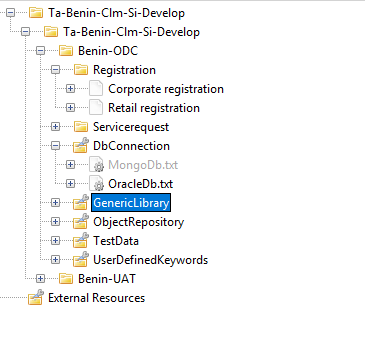 Ta-Benin-Clm-Si-Develop
Ta-Benin-Clm-Si-Develop
Benin-ODC
Registration
Corporate registration
Retail registration
Servicerequest
DbConnection
MongoDb.txt
OracleDb.txt
GenericLibrary
ObjectRepository
TestData
UserDefinedKeywords
Benin-UAT
External Resources